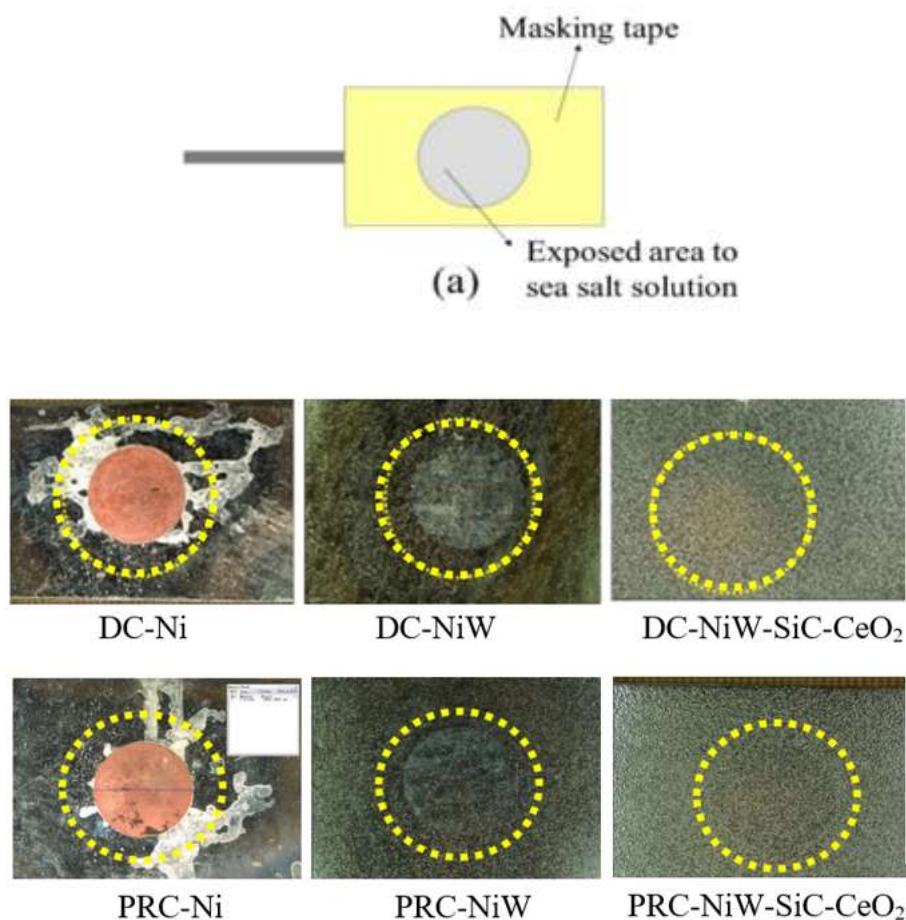 Masking tape
Exposed area to
sea salt solution
(a)
DC-Ni
DC-NiW
DC-NiW-SiC-CeO₂
PRC-Ni
PRC-NiW
PRC-NiW-SiC-CeO₂